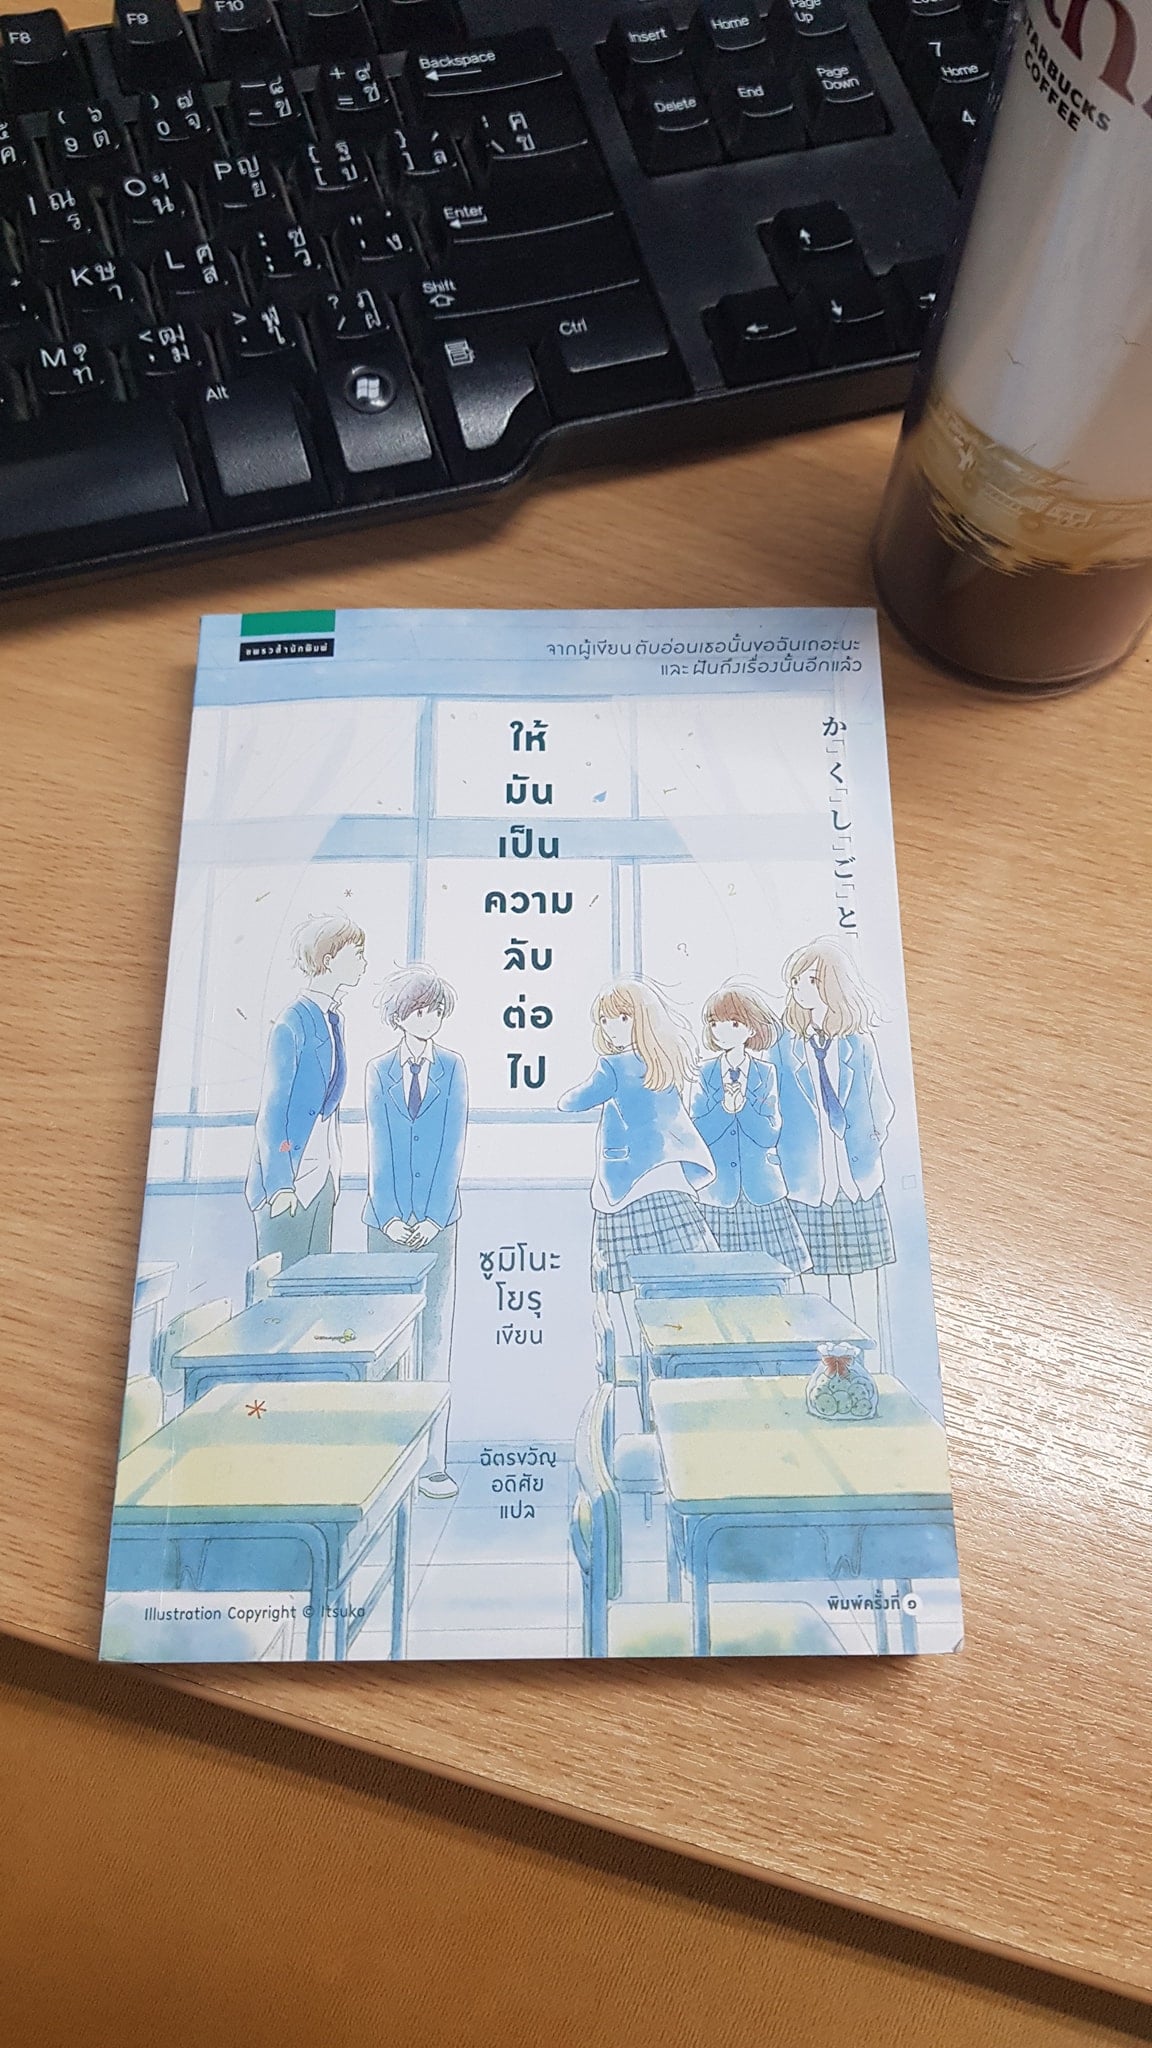 F8
F9
F10
Backspace
Insert
Home
Page Up
Delete
End
Page Down
7
Home
4
Enter
Shift
Ctrl
Alt
STARBUCKS
COFFEE
แพรวสำนักพิมพ์
จากผู้เขียน ตับอ่อนเธอนั้นขอฉันเถอะนะ
และ ฝันถึงเรื่องนั้นอีกแล้ว
か「く」し「ご」と「
ให้
มัน
เป็น
ความ
ลับ
ต่อ
ไป
ซูมิโนะ
โยรุ
เขียน
ฉัตรขวัญ
อดิศัย
แปล
Illustration Copyright © Itsuka
พิมพ์ครั้งที่ ๑